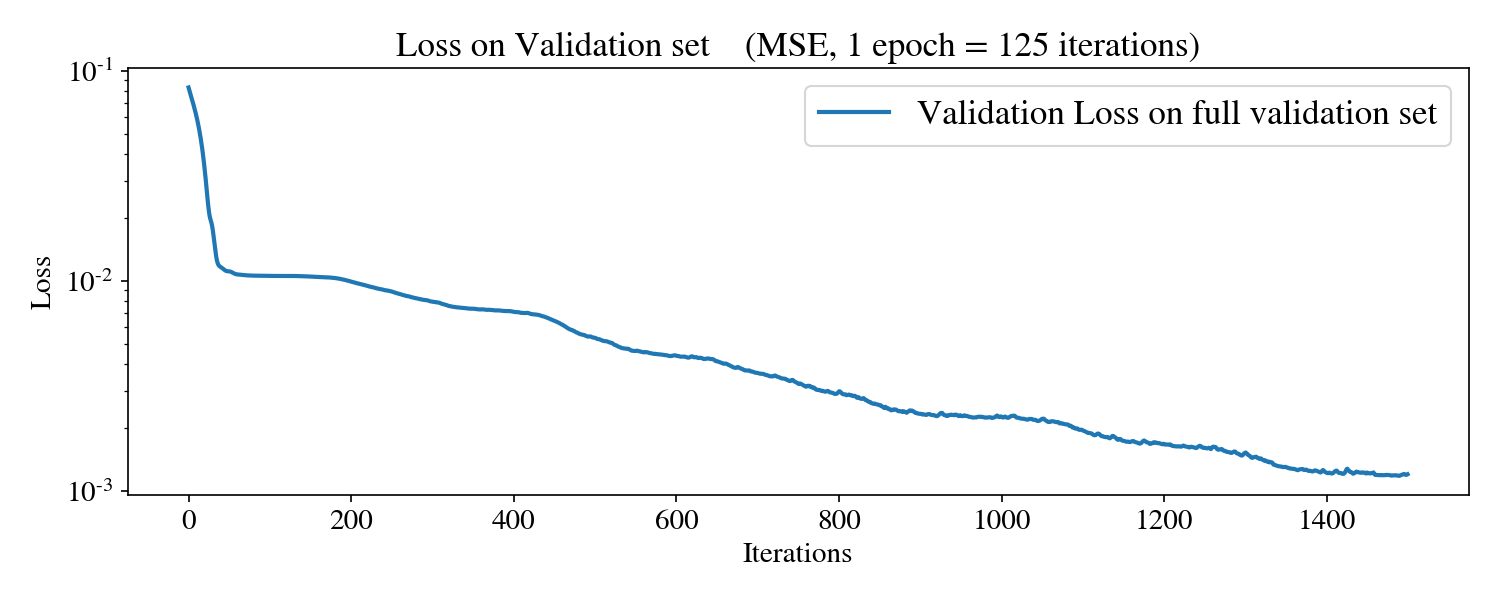 Loss on Validation set (MSE, 1 epoch = 125 iterations)
Validation Loss on full validation set
10-1
10-2
10-3
Loss
0 200 400 600 800 1000 1200 1400
Iterations